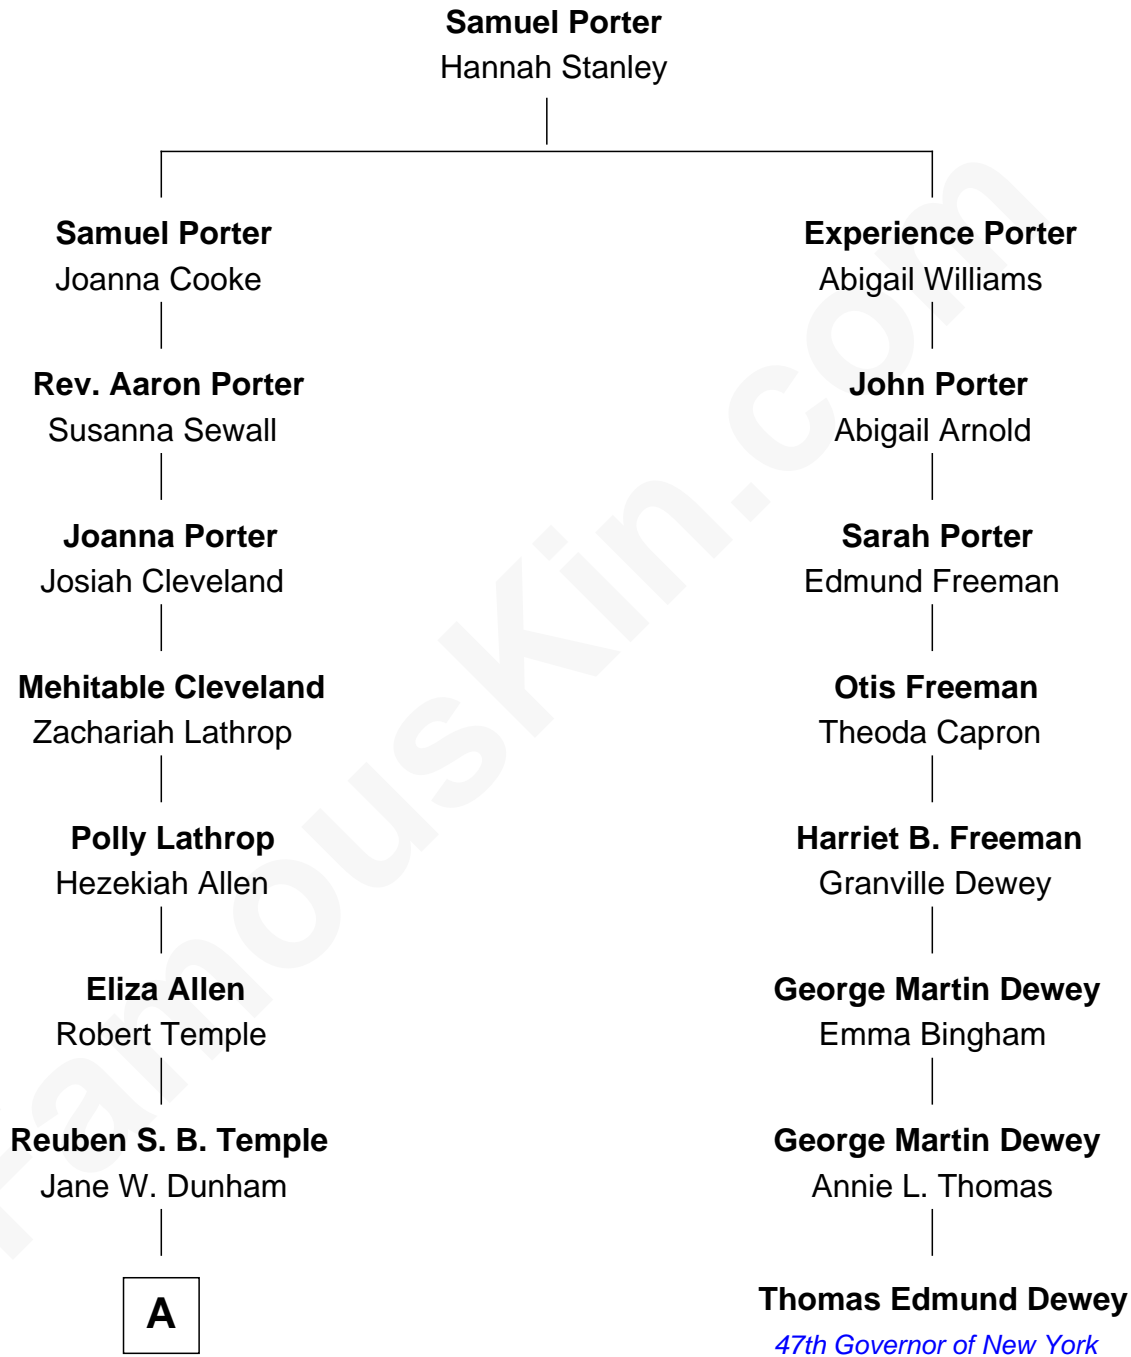 Samuel Porter
Hannah Stanley
Samuel Porter
Joanna Cooke
Experience Porter
Abigail Williams
Rev. Aaron Porter
Susanna Sewall
John Porter
Abigail Arnold
Joanna Porter
Josiah Cleveland
Sarah Porter
Edmund Freeman
Mehitable Cleveland
Zachariah Lathrop
Otis Freeman
Theoda Capron
Polly Lathrop
Hezekiah Allen
Harriet B. Freeman
Granville Dewey
Eliza Allen
Robert Temple
George Martin Dewey
Emma Bingham
Reuben S. B. Temple
Jane W. Dunham
George Martin Dewey
Annie L. Thomas
A
Thomas Edmund Dewey
47th Governor of New York
FamousKin.com